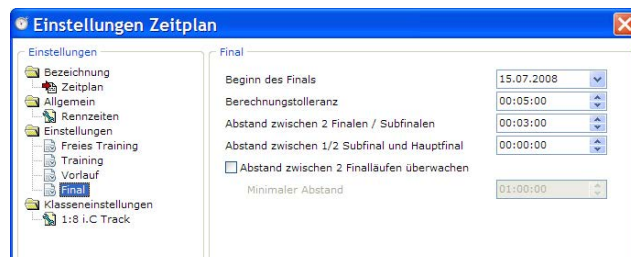 Einstellungen Zeitplan
Einstellungen
Bezeichnung
Zeitplan
Allgemein
Rennzeiten
Einstellungen
Freies Training
Training
Vorlauf
Final
Klasseneinstellungen
1:8 i.C Track
Final
Beginn des Finals 15.07.2008
Berechnungstolleranz 00:05:00
Abstand zwischen 2 Finalen / Subfinalen 00:03:00
Abstand zwischen 1/2 Subfinal und Hauptfinal 00:00:00
Abstand zwischen 2 Finalläufen überwachen
Minimaler Abstand 01:00:00